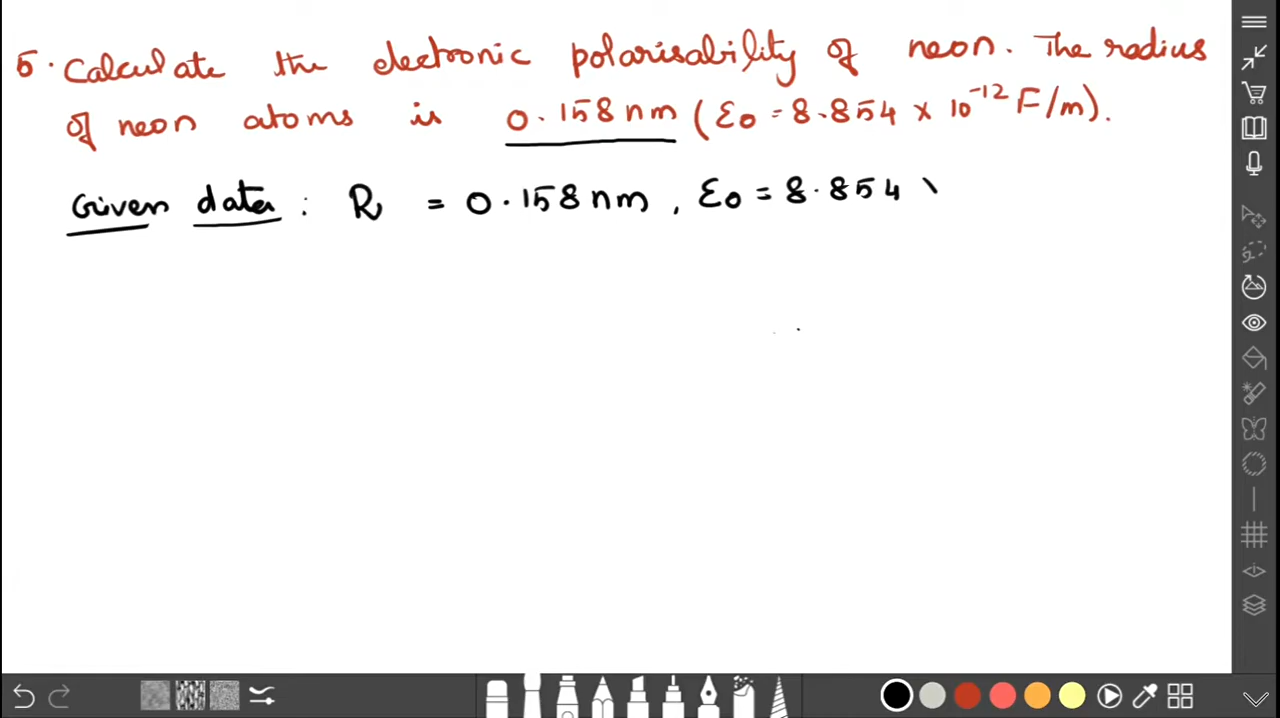 5. Calculate the electronic polarisability of neon. The radius
of neon atoms is 0.158 nm (ε0 = 8.854 × 10⁻¹² F/m).
Given data : R = 0.158 nm, ε0 = 8.854 \